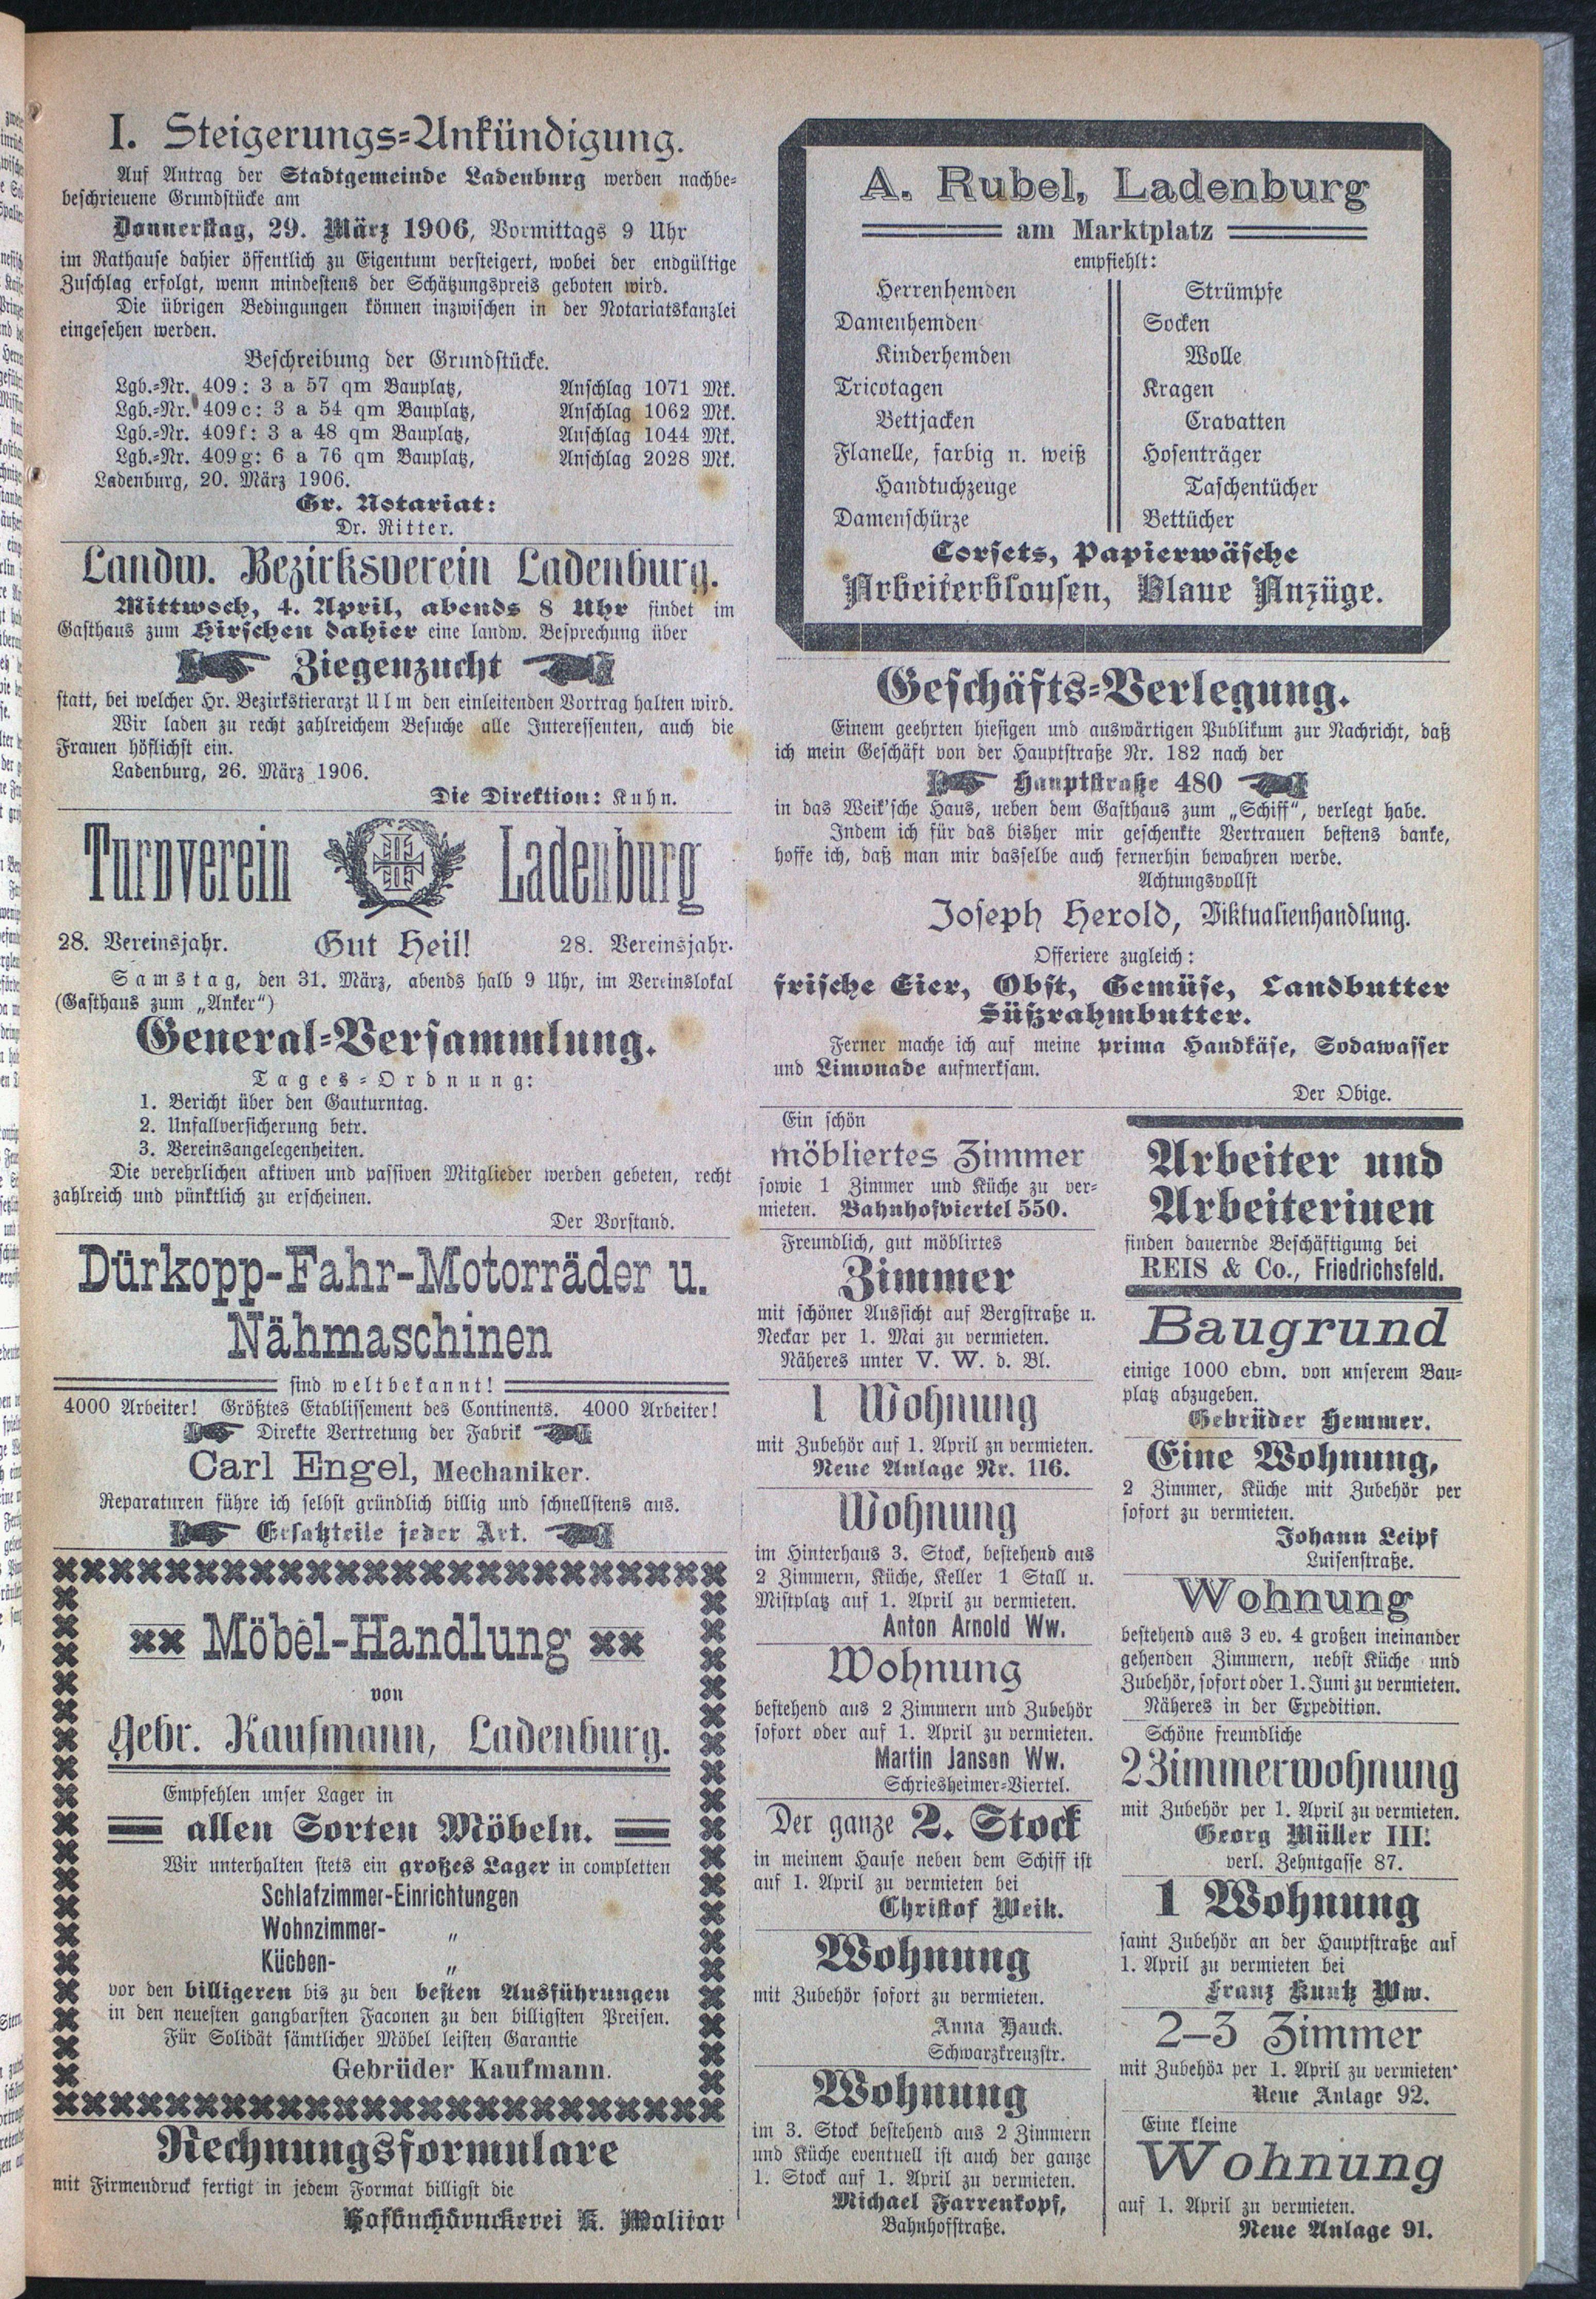 I. Steigerungs=Ankündigung.
Auf Antrag der Stadtgemeinde Ladenburg werden nachbe=
beschrieuene Grundstücke am
Donnerstag, 29. März 1906, Vormittags 9 Uhr
im Rathause dahier öffentlich zu Eigentum versteigert, wobei der endgültige
Zuschlag erfolgt, wenn mindestens der Schätzungspreis geboten wird.
Die übrigen Bedingungen können inzwischen in der Notariatskanzlei
eingesehen werden.
Beschreibung der Grundstücke.
Lgb.=Nr. 409: 3 a 57 qm Bauplatz, Anschlag 1071 Mk.
Lgb.=Nr. 409c: 3 a 54 qm Bauplatz, Anschlag 1062 Mk.
Lgb.=Nr. 409f: 3 a 48 qm Bauplatz, Anschlag 1044 Mk.
Lgb.=Nr. 409g: 6 a 76 qm Bauplatz, Anschlag 2028 Mk.
Ladenburg, 20. März 1906.
Gr. Notariat:
Dr. Ritter.
Landw. Bezirksverein Ladenburg.
Mittwoch, 4. April, abends 8 Uhr findet im
Gasthaus zum Hirschen dahier eine landw. Besprechung über
Ziegenzucht
statt, bei welcher Hr. Bezirkstierarzt Ulm den einleitenden Vortrag halten wird.
Wir laden zu recht zahlreichem Besuche alle Interessenten, auch die
Frauen höflichst ein.
Ladenburg, 26. März 1906.
Die Direktion: Kuhn.
Turnverein Ladenburg
28. Vereinsjahr. Gut Heil! 28. Vereinsjahr.
Samstag, den 31. März, abends halb 9 Uhr, im Vereinslokal
(Gasthaus zum „Anker“)
General=Versammlung.
Tages=Ordnung:
1. Bericht über den Gauturntag.
2. Unfallversicherung betr.
3. Vereinsangelegenheiten.
Die verehrlichen aktiven und passiven Mitglieder werden gebeten, recht
zahlreich und pünktlich zu erscheinen.
Der Vorstand.
Dürkopp-Fahr-Motorräder u.
Nähmaschinen
sind weltbekannt!
4000 Arbeiter! Größtes Etablissement des Continents. 4000 Arbeiter!
Direkte Vertretung der Fabrik
Carl Engel, Mechaniker.
Reparaturen führe ich selbst gründlich billig und schnellstens aus.
Ersatzteile jeder Art.
Möbel-Handlung
von
Gebr. Kaufmann, Ladenburg.
Empfehlen unser Lager in
allen Sorten Möbeln.
Wir unterhalten stets ein großes Lager in completten
Schlafzimmer-Einrichtungen
Wohnzimmer- „
Küchen- „
vor den billigeren bis zu den besten Ausführungen
in den neuesten gangbarsten Faconen zu den billigsten Preisen.
Für Solidät sämtlicher Möbel leisten Garantie
Gebrüder Kaufmann.
Rechnungsformulare
mit Firmendruck fertigt in jedem Format billigst die
Hofbuchdruckerei K. Molitor
A. Rubel, Ladenburg
am Marktplatz
empfiehlt:
Herrenhemden
Damenhemden
Kinderhemden
Tricotagen
Bettjacken
Flanelle, farbig n. weiß
Handtuchzeuge
Damenschürze
Strümpfe
Socken
Wolle
Kragen
Cravatten
Hosenträger
Taschentücher
Bettücher
Corsets, Papierwäsche
Arbeiterblousen, Blaue Anzüge.
Geschäfts=Verlegung.
Einem geehrten hiesigen und auswärtigen Publikum zur Nachricht, daß
ich mein Geschäft von der Hauptstraße Nr. 182 nach der
Hauptstraße 480
in das Weik'sche Haus, neben dem Gasthaus zum „Schiff“, verlegt habe.
Indem ich für das bisher mir geschenkte Vertrauen bestens danke,
hoffe ich, daß man mir dasselbe auch fernerhin bewahren werde.
Achtungsvollst
Joseph Herold, Viktualienhandlung.
Offeriere zugleich:
frische Eier, Obst, Gemüse, Landbutter
Süßrahmbutter.
Ferner mache ich auf meine prima Handkäse, Sodawasser
und Limonade aufmerksam.
Der Obige.
Ein schön
möbliertes Zimmer
sowie 1 Zimmer und Küche zu ver=
mieten. Bahnhofviertel 550.
Freundlich, gut möblirtes
Zimmer
mit schöner Aussicht auf Bergstraße u.
Neckar per 1. Mai zu vermieten.
Näheres unter V. W. d. Bl.
1 Wohnung
mit Zubehör auf 1. April zu vermieten.
Neue Anlage Nr. 116.
Wohnung
im Hinterhaus 3. Stock, bestehend aus
2 Zimmern, Küche, Keller 1 Stall u.
Mistplatz auf 1. April zu vermieten.
Anton Arnold Ww.
Wohnung
bestehend aus 2 Zimmern und Zubehör
sofort oder auf 1. April zu vermieten.
Martin Janson Ww.
Schriesheimer=Viertel.
Der ganze 2. Stock
in meinem Hause neben dem Schiff ist
auf 1. April zu vermieten bei
Christof Weik.
Wohnung
mit Zubehör sofort zu vermieten.
Anna Hauck.
Schwarzkreuzstr.
Wohnung
im 3. Stock bestehend aus 2 Zimmern
und Küche eventuell ist auch der ganze
1. Stock auf 1. April zu vermieten.
Michael Farrenkopf,
Bahnhofstraße.
Arbeiter und
Arbeiterinen
finden dauernde Beschäftigung bei
REIS & Co., Friedrichsfeld.
Baugrund
einige 1000 cbm. von unserem Bau=
platz abzugeben.
Gebrüder Hemmer.
Eine Wohnung,
2 Zimmer, Küche mit Zubehör per
sofort zu vermieten.
Johann Leipf
Luisenstraße.
Wohnung
bestehend aus 3 ev. 4 großen ineinander
gehenden Zimmern, nebst Küche und
Zubehör, sofort oder 1. Juni zu vermieten.
Näheres in der Expedition.
Schöne freundliche
2 Zimmerwohnung
mit Zubehör per 1. April zu vermieten.
Georg Müller III.
verl. Zehntgasse 87.
1 Wohnung
samt Zubehör an der Hauptstraße auf
1. April zu vermieten bei
Franz Kuntz Ww.
2–3 Zimmer
mit Zubehör per 1. April zu vermieten.
Neue Anlage 92.
Eine kleine
Wohnung
auf 1. April zu vermieten.
Neue Anlage 91.